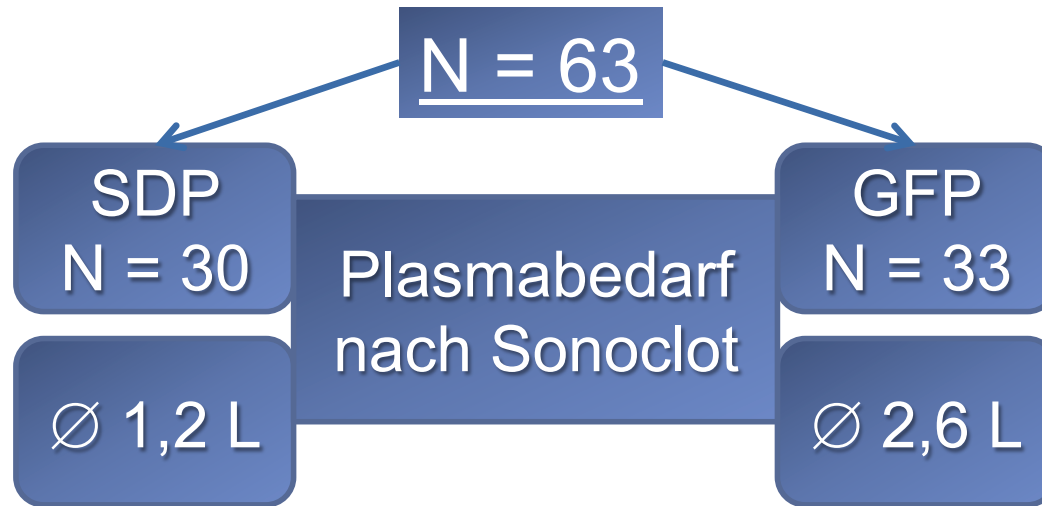 N = 63
SDP
N = 30
GFP
N = 33
Plasmabedarf
nach Sonoclot
∅ 1,2 L
∅ 2,6 L